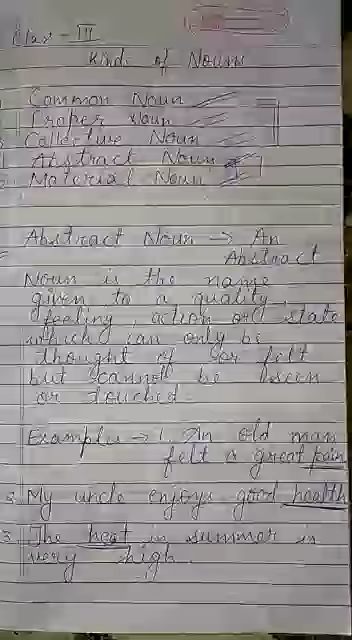 Class - III
Kinds of Nouns
Common Noun
Proper Noun
Collective Noun
Abstract Noun
Material Noun
Abstract Noun → An
Abstract
Noun is the name
given to a quality,
feeling, action or state
which can only be
thought of or felt
but cannot be seen
or touched.
Example → 1. An old man
felt a great pain
2. My uncle enjoys good health
3. The heat in summer is
very high.